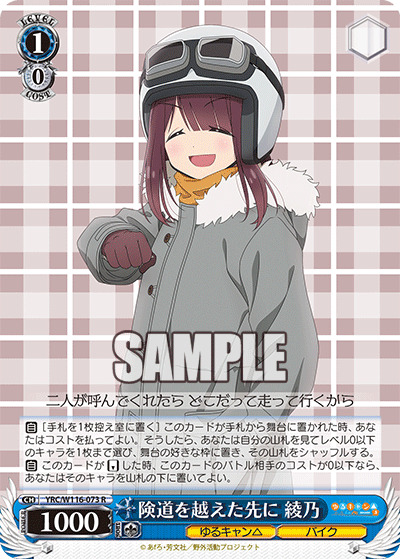 LEVEL
1
0
COST
SAMPLE
二人が呼んでくれたら どこだって走って行くから
自［手札を1枚控え室に置く］ このカードが手札から舞台に置かれた時、あな
たはコストを払ってよい。そうしたら、あなたは自分の山札を見てレベル0以下
のキャラを1枚まで選び、舞台の好きな枠に置き、その山札をシャッフルする。
自 このカードが した時、このカードのバトル相手のコストが0以下なら、
あなたはそのキャラを山札の下に置いてよい。
CH YRC/W116-073 R
1000
険道を越えた先に 綾乃
ゆるキャン△
ゆるキャン△
バイク
©あfろ・芳文社／野外活動プロジェクト